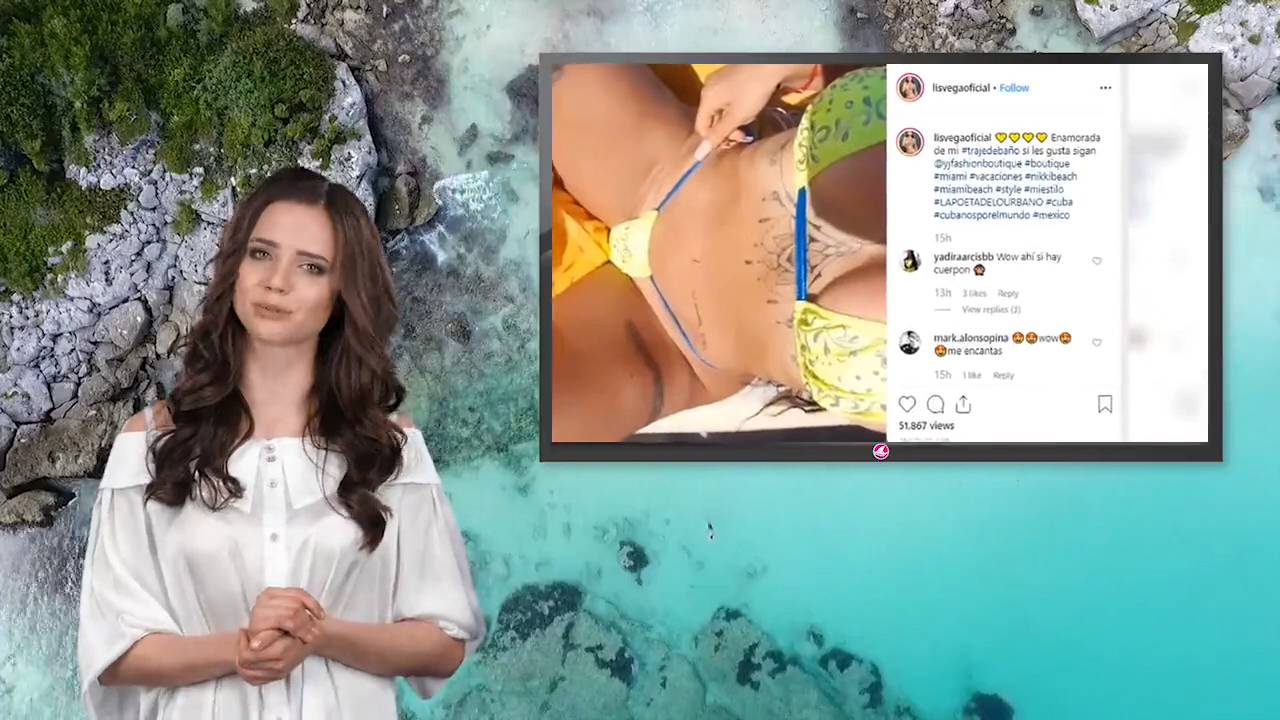 lisvegaoficial • Follow
lisvegaoficial 💛💛💛💛 Enamorada
de mi #trajedebaño si les gusta sigan
@yjfashionboutique #boutique
#miami #vacaciones #nikkibeach
#miamibeach #style #miestilo
#LAPOETADELOURBANO #cuba
#cubanosporelmundo #mexico
15h
yadiraarcisbb Wow ahí si hay
cuerpon 🙊
13h 3 likes Reply
View replies (3)
mark.alonsopina 😍😍wow😍
😍me encantas
15h 1 like Reply
51,867 views